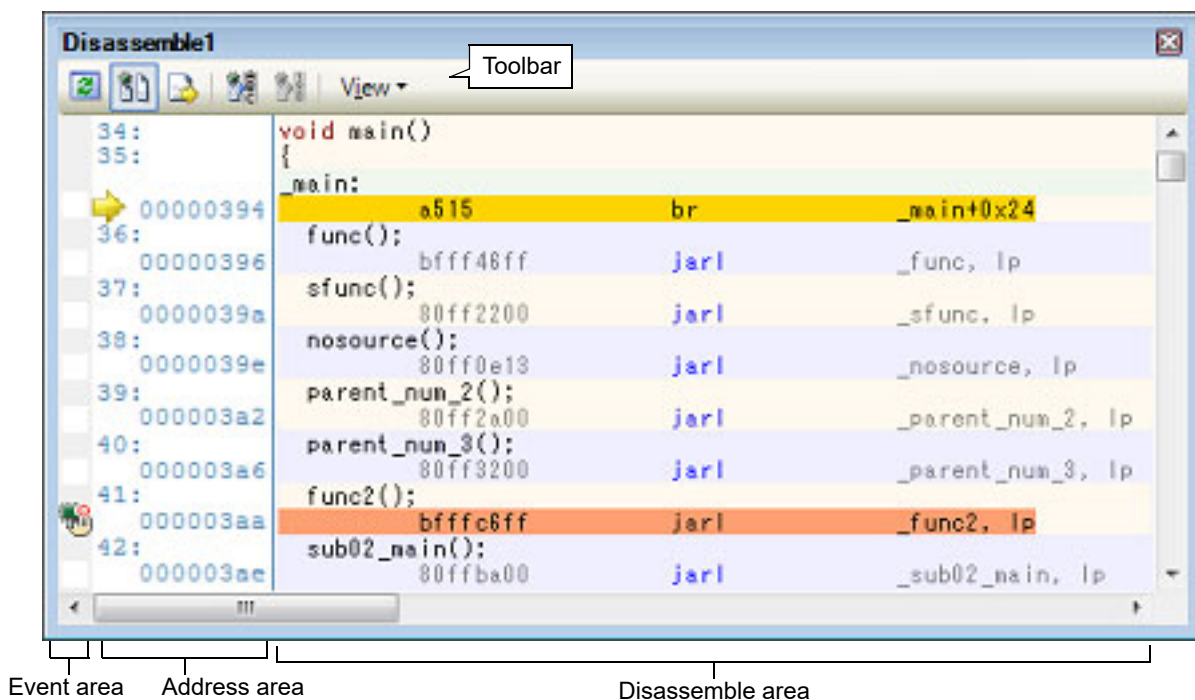 Disassemble1
View
Toolbar
34: void main()
35: {
_main:
00000394 a515 br _main+0x24
36: func();
00000396 bfff46ff jarl _func, lp
37: sfunc();
0000039a 80ff2200 jarl _sfunc, lp
38: nosource();
0000039e 80ff0e13 jarl _nosource, lp
39: parent_num_2();
000003a2 80ff2a00 jarl _parent_num_2, lp
40: parent_num_3();
000003a6 80ff3200 jarl _parent_num_3, lp
41: func2();
000003aa bfffc6ff jarl _func2, lp
42: sub02_main();
000003ae 80ffba00 jarl _sub02_main, lp
Event area Address area Disassemble area